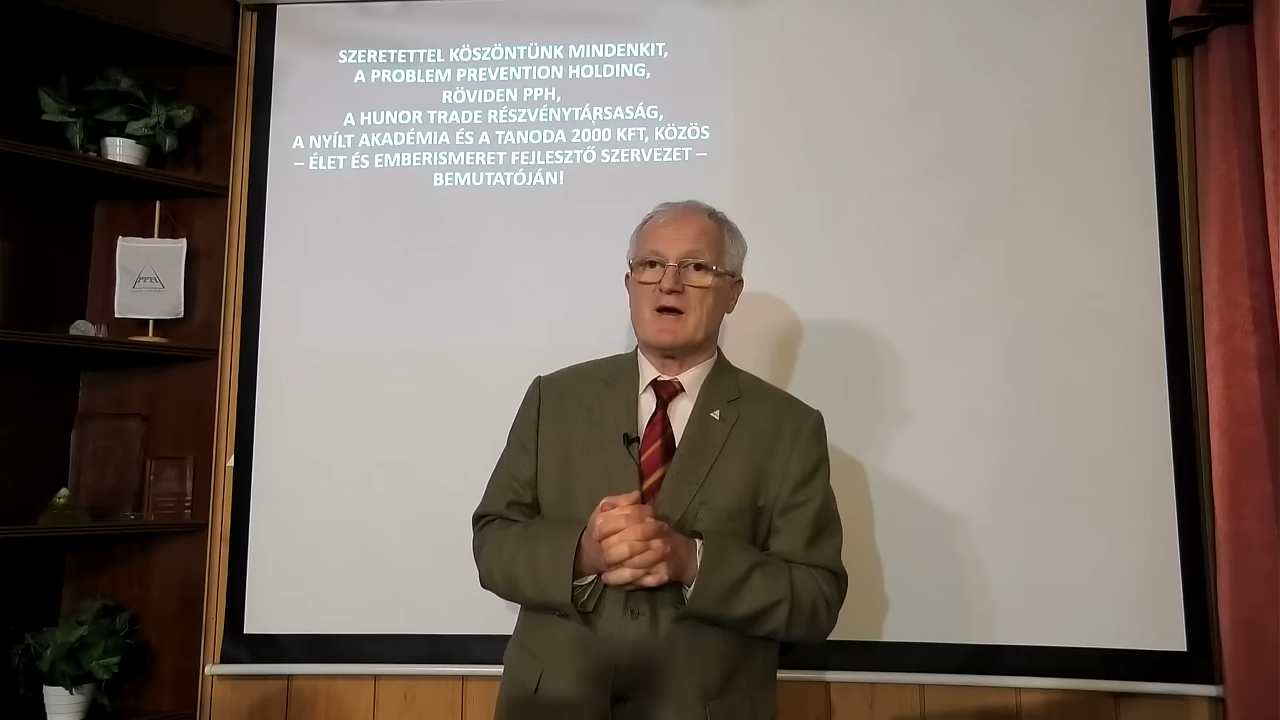 SZERETETTEL KÖSZÖNTÜNK MINDENKIT,
A PROBLEM PREVENTION HOLDING,
RÖVIDEN PPH,
A HUNOR TRADE RÉSZVÉNYTÁRSASÁG,
A NYÍLT AKADÉMIA ÉS A TANODA 2000 KFT, KÖZÖS
– ÉLET ÉS EMBERISMERET FEJLESZTŐ SZERVEZET –
BEMUTATÓJÁN!